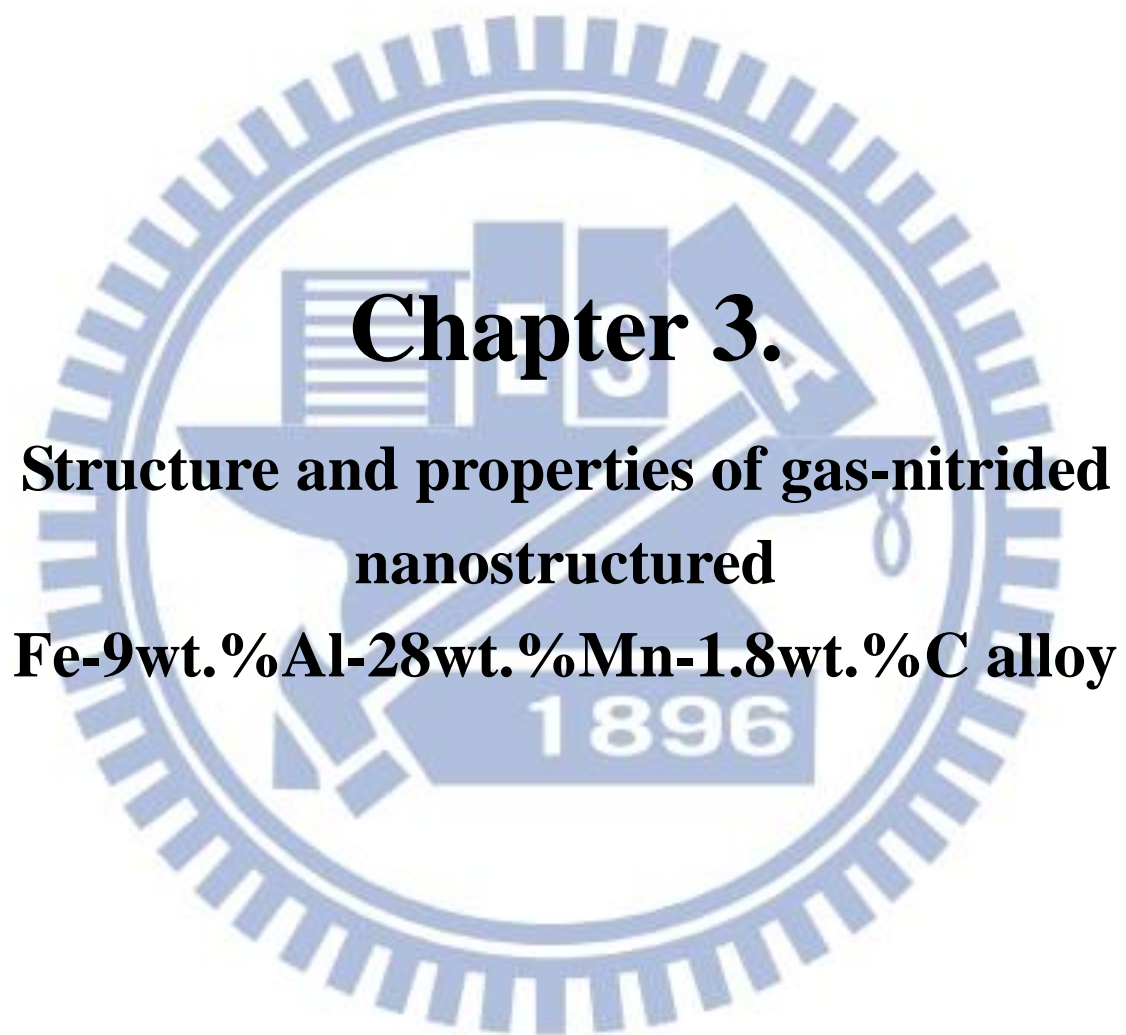 Chapter 3.
Structure and properties of gas-nitrided
nanostructured
Fe-9wt.%Al-28wt.%Mn-1.8wt.%C alloy
E S A
1896